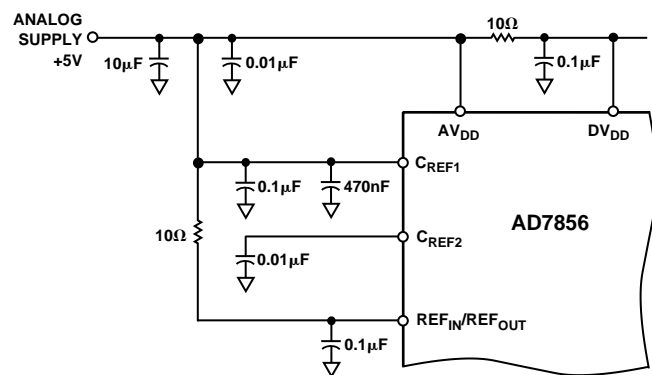 ANALOG
SUPPLY
+5V
10µF
0.01µF
10Ω
0.1µF
AVDD
DVDD
CREF1
0.1µF
470nF
AD7856
10Ω
CREF2
0.01µF
REFIN/REFOUT
0.1µF